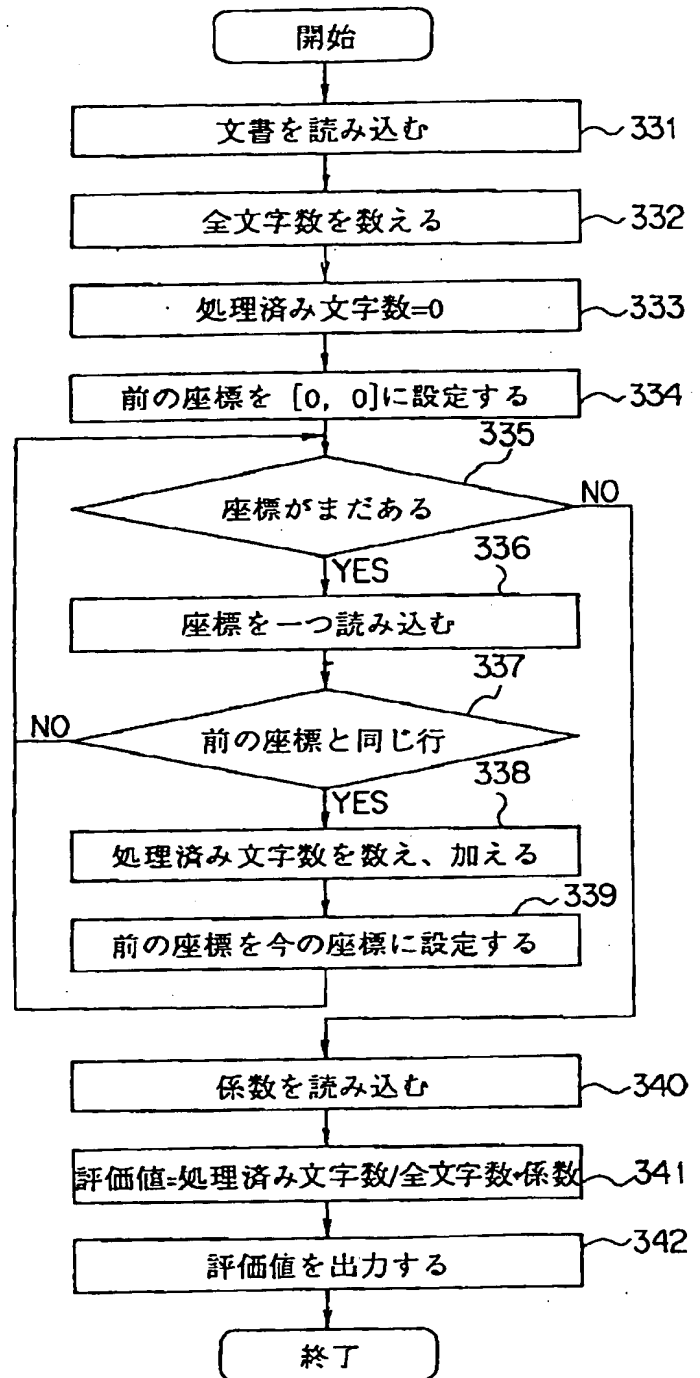 開始
文書を読み込む 331
全文字数を数える 332
処理済み文字数=0 333
前の座標を [0, 0]に設定する 334
335
座標がまだある NO
YES 336
座標を一つ読み込む
337
NO 前の座標と同じ行
YES 338
処理済み文字数を数え、加える
339
前の座標を今の座標に設定する
係数を読み込む 340
評価値=処理済み文字数/全文字数*係数 341
評価値を出力する 342
終了